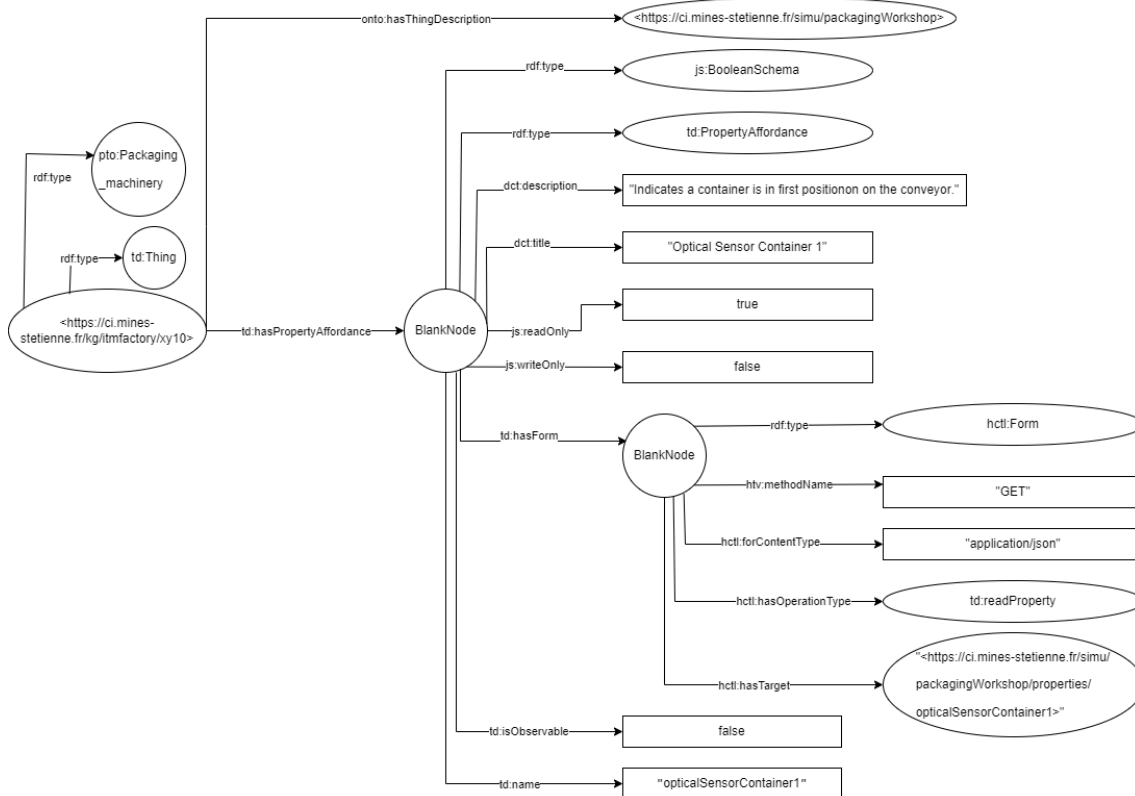 onto:hasThingDescription
<https://ci.mines-stetienne.fr/simu/packagingWorkshop>
rdf:type
js:BooleanSchema
rdf:type
td:PropertyAffordance
pto:Packaging
_machinery
rdf:type
dct:description
"Indicates a container is in first positionon on the conveyor."
dct:title
"Optical Sensor Container 1"
rdf:type
td:Thing
<https://ci.mines-
stetienne.fr/kg/itmfactory/xy10>
td:hasPropertyAffordance
BlankNode
js:readOnly
true
js:writeOnly
false
td:hasForm
BlankNode
rdf:type
hctl:Form
htv:methodName
"GET"
hctl:forContentType
"application/json"
hctl:hasOperationType
td:readProperty
hctl:hasTarget
"<https://ci.mines-stetienne.fr/simu/
packagingWorkshop/properties/
opticalSensorContainer1>"
td:isObservable
false
td:name
"opticalSensorContainer1"